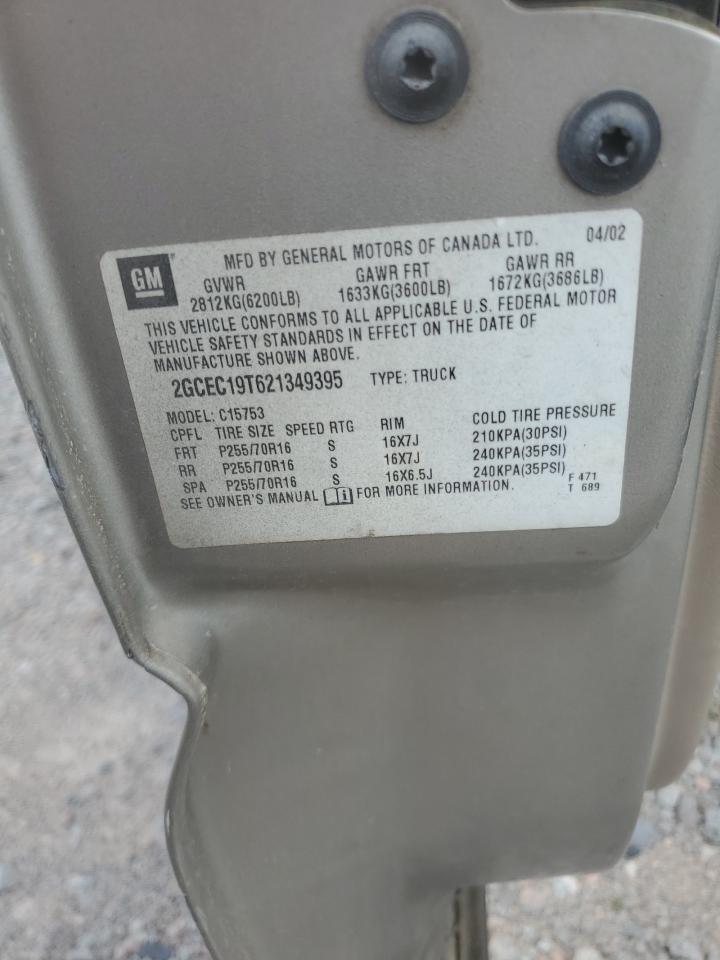 GM
MFD BY GENERAL MOTORS OF CANADA LTD. 04/02
GVWR GAWR FRT GAWR RR
2812KG(6200LB) 1633KG(3600LB) 1672KG(3686LB)
THIS VEHICLE CONFORMS TO ALL APPLICABLE U.S. FEDERAL MOTOR
VEHICLE SAFETY STANDARDS IN EFFECT ON THE DATE OF
MANUFACTURE SHOWN ABOVE.
2GCEC19T621349395 TYPE: TRUCK
MODEL: C15753
CPFL TIRE SIZE SPEED RTG RIM COLD TIRE PRESSURE
FRT P255/70R16 S 16X7J 210KPA(30PSI)
RR P255/70R16 S 16X7J 240KPA(35PSI)
SPA P255/70R16 S 16X6.5J 240KPA(35PSI)
SEE OWNER'S MANUAL i FOR MORE INFORMATION.
F 471
T 689